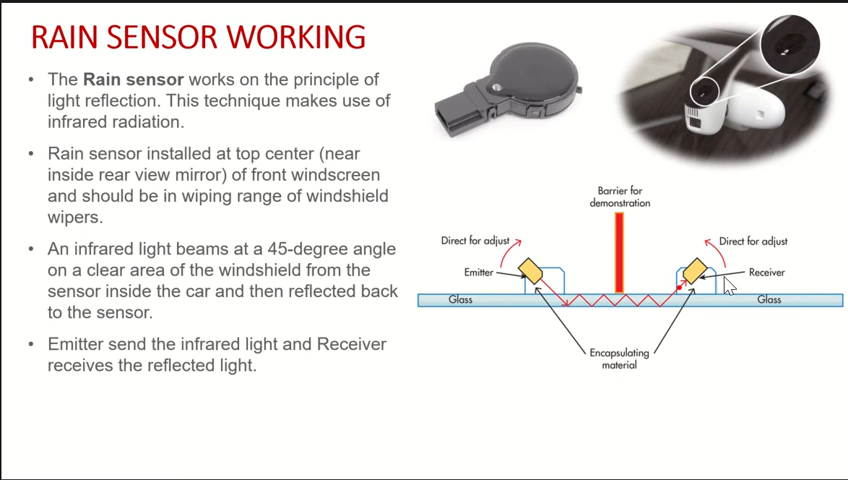 RAIN SENSOR WORKING
• The Rain sensor works on the principle of
light reflection. This technique makes use of
infrared radiation.
• Rain sensor installed at top center (near
inside rear view mirror) of front windscreen
and should be in wiping range of windshield
wipers.
• An infrared light beams at a 45-degree angle
on a clear area of the windshield from the
sensor inside the car and then reflected back
to the sensor.
• Emitter send the infrared light and Receiver
receives the reflected light.
Barrier for
demonstration
Direct for adjust
Direct for adjust
Emitter
Receiver
Glass
Glass
Encapsulating
material